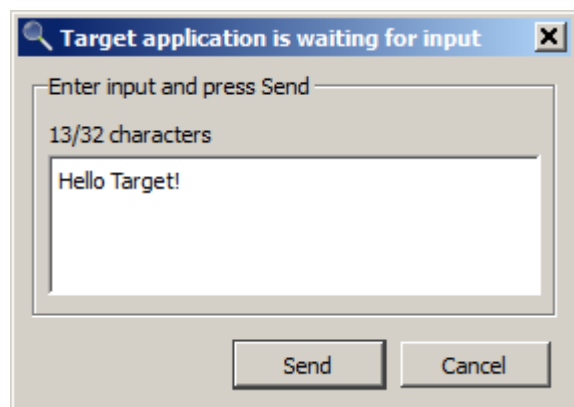 Target application is waiting for input
Enter input and press Send
13/32 characters
Hello Target!
Send
Cancel